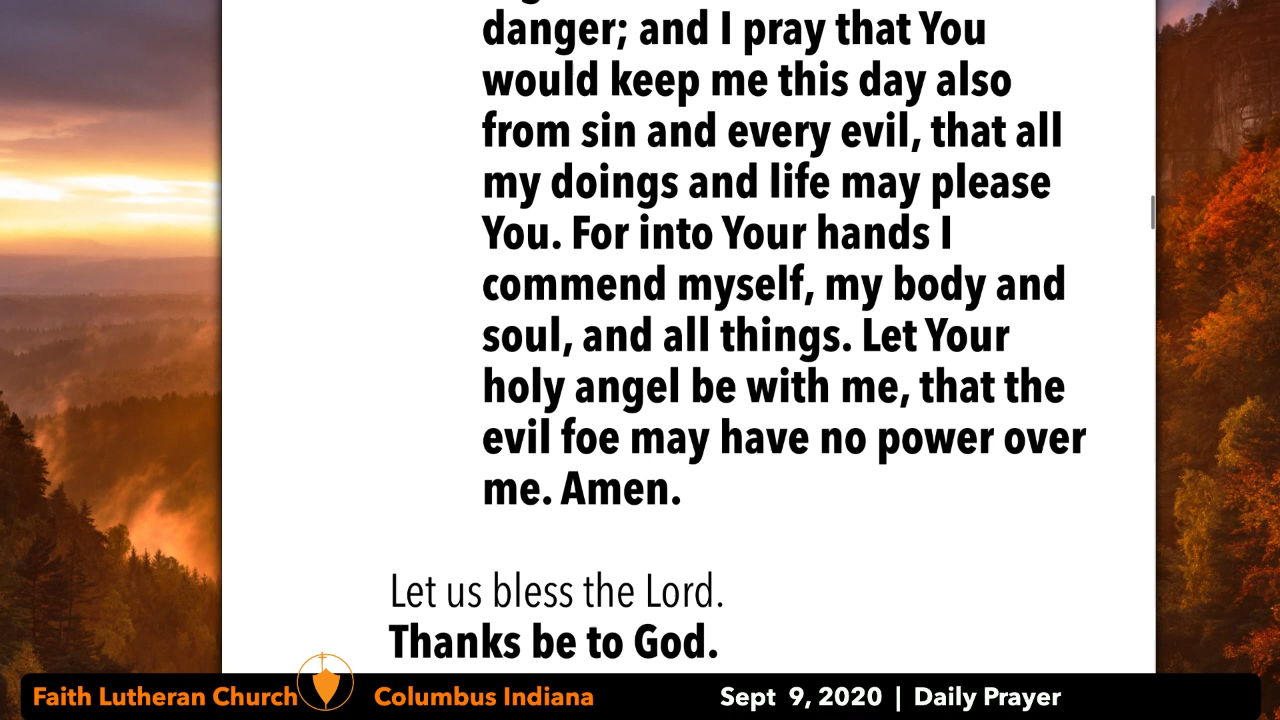 danger; and I pray that You
would keep me this day also
from sin and every evil, that all
my doings and life may please
You. For into Your hands I
commend myself, my body and
soul, and all things. Let Your
holy angel be with me, that the
evil foe may have no power over
me. Amen.
Let us bless the Lord.
Thanks be to God.
Faith Lutheran Church Columbus Indiana Sept 9, 2020 | Daily Prayer